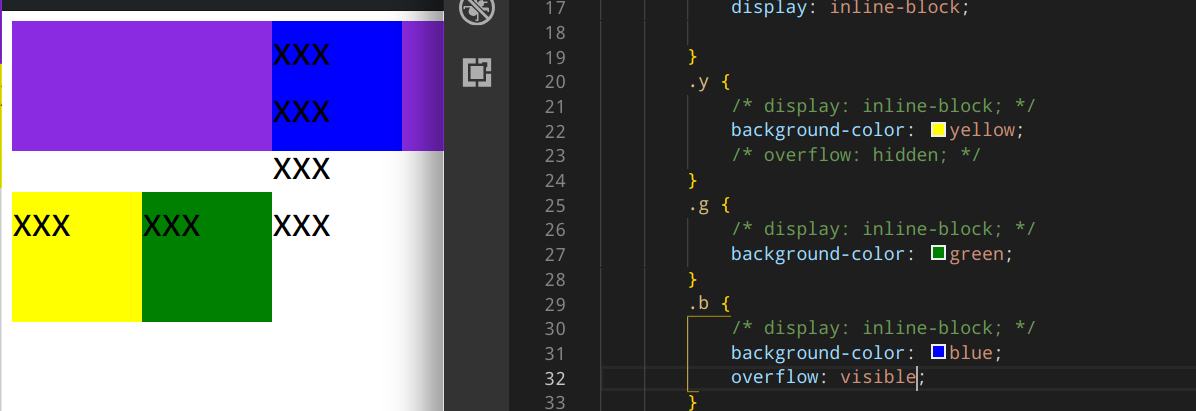 xxx
xxx
xxx
xxx xxx xxx
17 display: inline-block;
18
19 }
20 .y {
21 /* display: inline-block; */
22 background-color: yellow;
23 /* overflow: hidden; */
24 }
25 .g {
26 /* display: inline-block; */
27 background-color: green;
28 }
29 .b {
30 /* display: inline-block; */
31 background-color: blue;
32 overflow: visible;
33 }